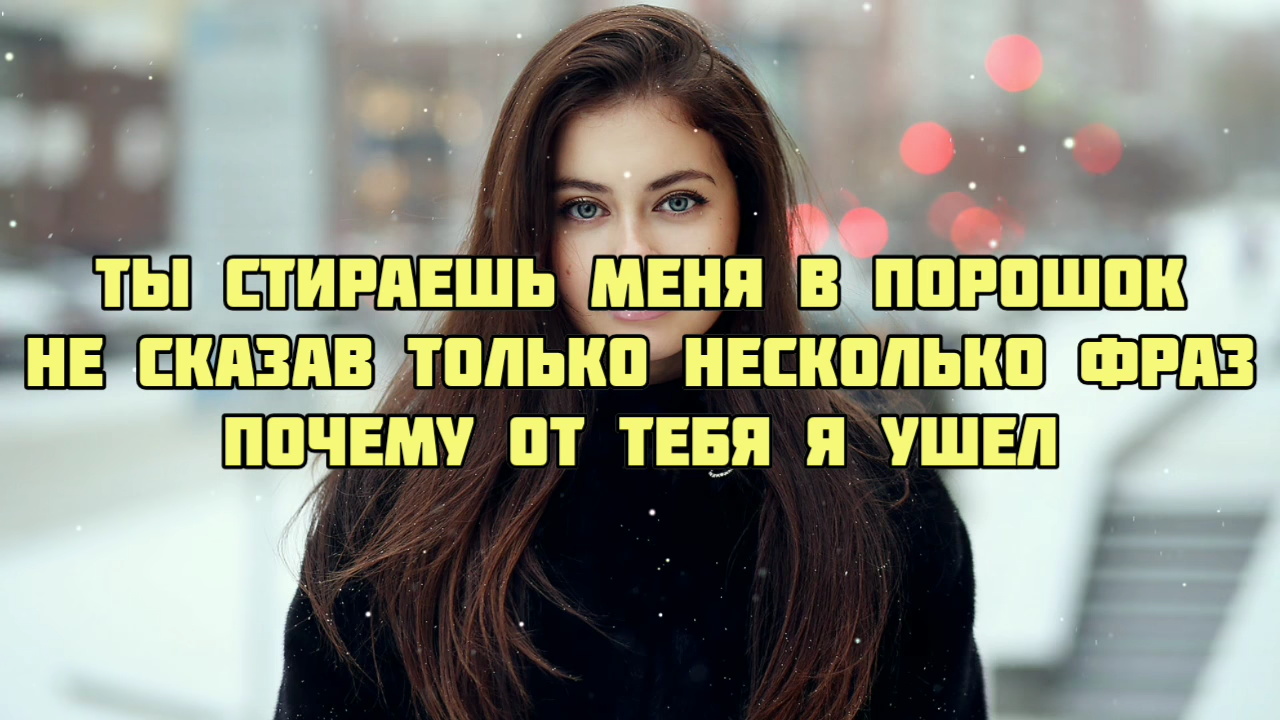 ТЫ СТИРАЕШЬ МЕНЯ В ПОРОШОК
НЕ СКАЗАВ ТОЛЬКО НЕСКОЛЬКО ФРАЗ
ПОЧЕМУ ОТ ТЕБЯ Я УШЕЛ